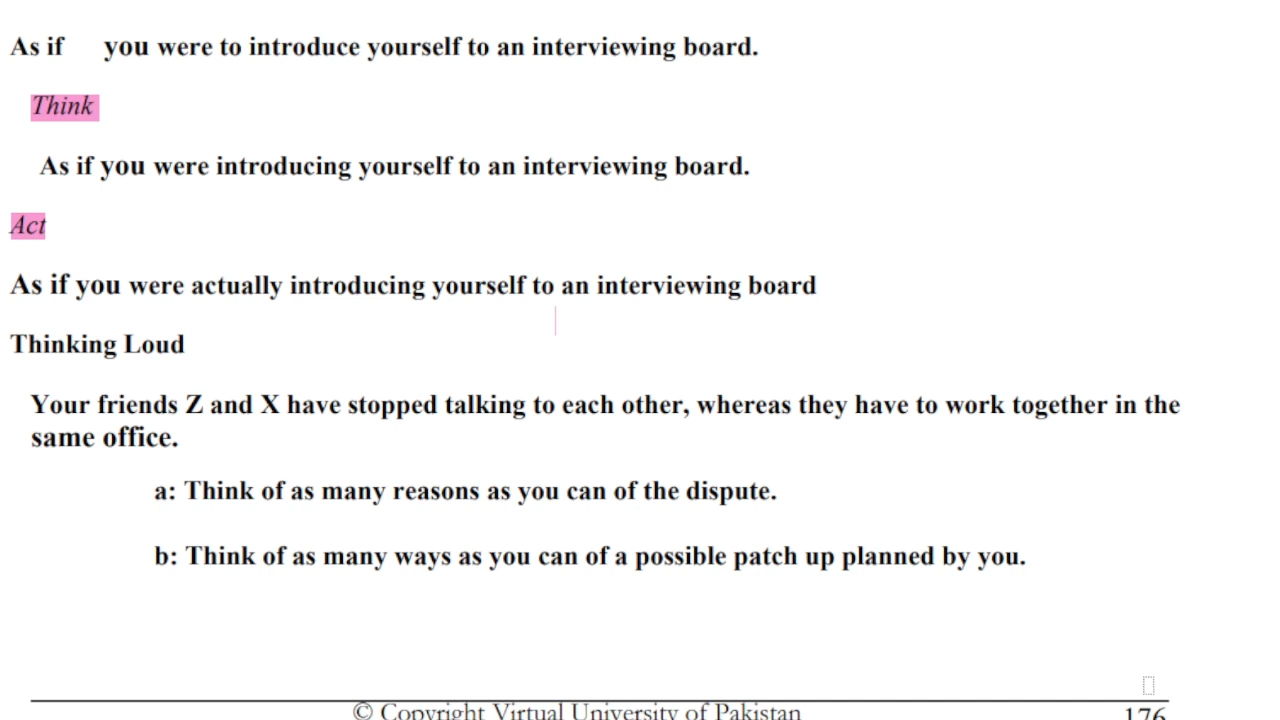 As if you were to introduce yourself to an interviewing board.
Think
As if you were introducing yourself to an interviewing board.
Act
As if you were actually introducing yourself to an interviewing board
Thinking Loud
Your friends Z and X have stopped talking to each other, whereas they have to work together in the
same office.
a: Think of as many reasons as you can of the dispute.
b: Think of as many ways as you can of a possible patch up planned by you.
© Copyright Virtual University of Pakistan
176